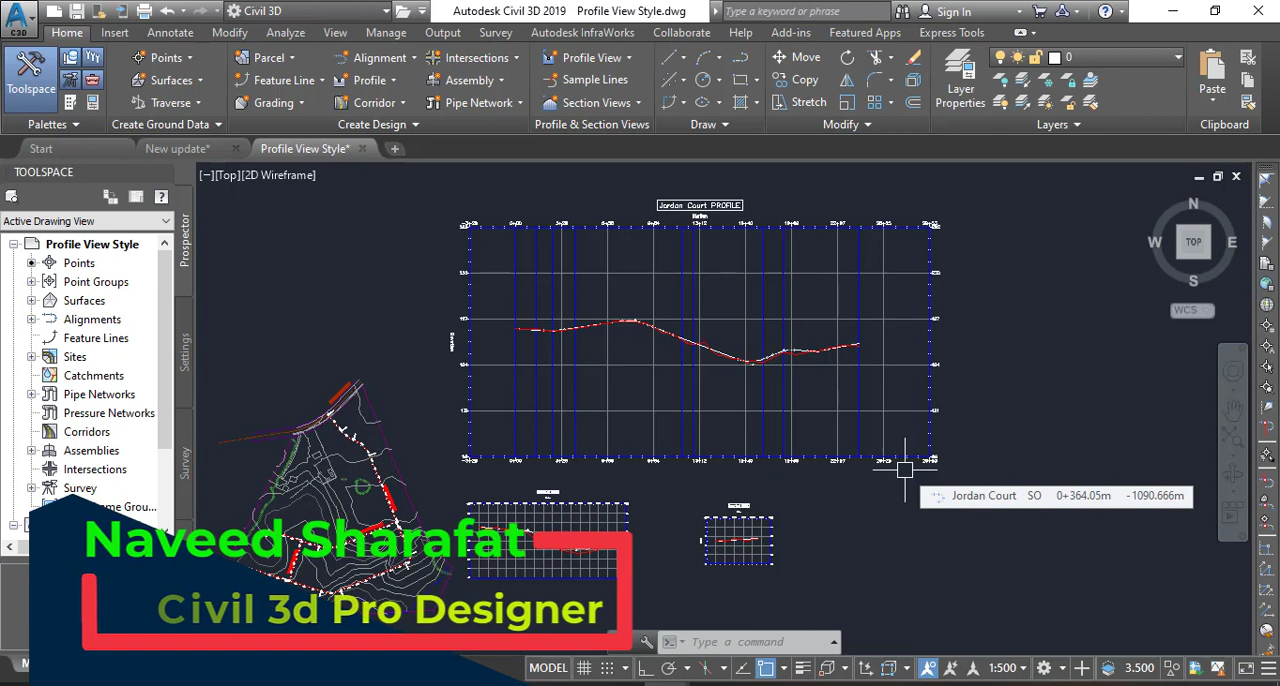 Civil 3D
Autodesk Civil 3D 2019 Profile View Style.dwg
Type a keyword or phrase
Sign In
C3D
Home Insert Annotate Modify Analyze View Manage Output Survey Autodesk InfraWorks Collaborate Help Add-ins Featured Apps Express Tools
Toolspace
Palettes
Points
Surfaces
Traverse
Create Ground Data
Parcel
Feature Line
Grading
Alignment
Profile
Corridor
Intersections
Assembly
Pipe Network
Create Design
Profile View
Sample Lines
Section Views
Profile & Section Views
Draw
Move
Copy
Stretch
Modify
Layer
Properties
0
Layers
Paste
Clipboard
Start New update* Profile View Style*
TOOLSPACE
Active Drawing View
Profile View Style
Points
Point Groups
Surfaces
Alignments
Feature Lines
Sites
Catchments
Pipe Networks
Pressure Networks
Corridors
Assemblies
Intersections
Survey
Prospector
Settings
Survey
[−][Top][2D Wireframe]
Jordan Court PROFILE
N
W TOP E
S
WCS
Jordan Court SO 0+364.05m -1090.666m
Naveed Sharafat
Civil 3d Pro Designer
Type a command
MODEL
1:500
3.500